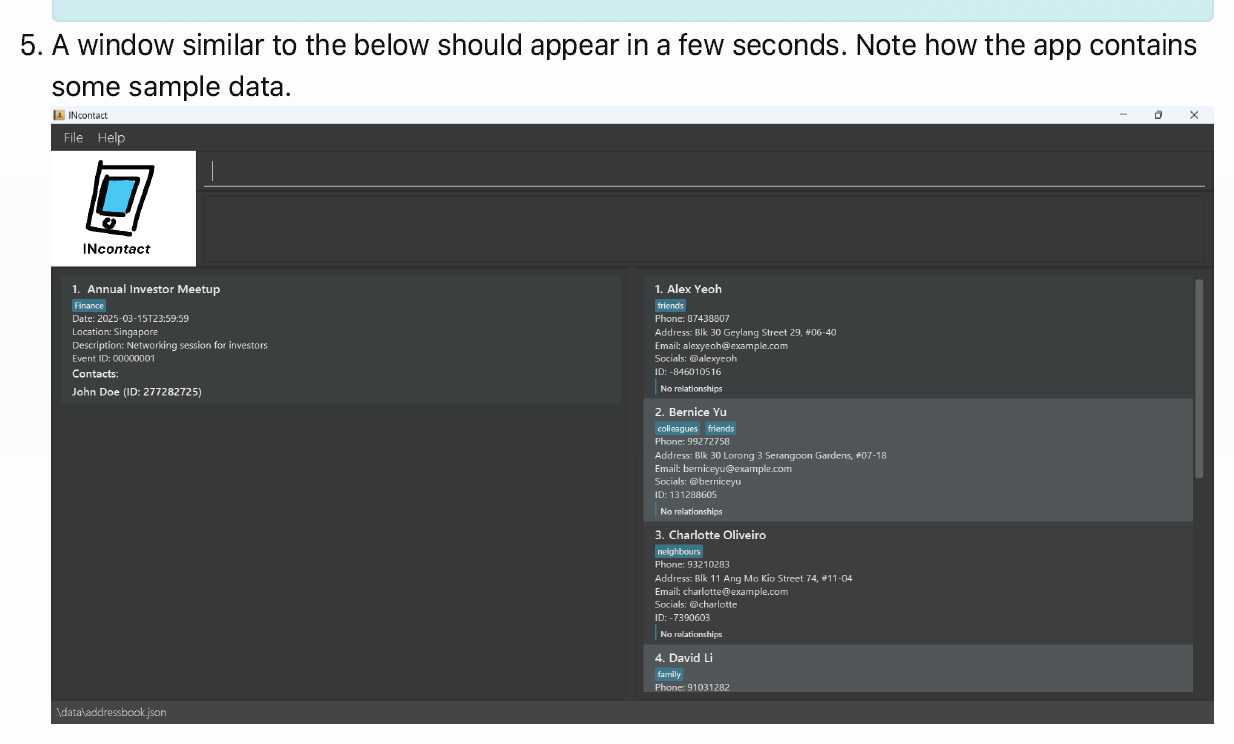 5. A window similar to the below should appear in a few seconds. Note how the app contains
some sample data.
INcontact
File Help
INcontact
1. Annual Investor Meetup
Finance
Date: 2025-03-15T23:59:59
Location: Singapore
Description: Networking session for investors
Event ID: 00000001
Contacts:
John Doe (ID: 277282725)
1. Alex Yeoh
friends
Phone: 87438807
Address: Blk 30 Geylang Street 29, #06-40
Email: alexyeoh@example.com
Socials: @alexyeoh
ID: -846010516
No relationships
2. Bernice Yu
colleagues friends
Phone: 99272758
Address: Blk 30 Lorong 3 Serangoon Gardens, #07-18
Email: berniceyu@example.com
Socials: @berniceyu
ID: 131288605
No relationships
3. Charlotte Oliveiro
neighbours
Phone: 93210283
Address: Blk 11 Ang Mo Kio Street 74, #11-04
Email: charlotte@example.com
Socials: @charlotte
ID: -7390603
No relationships
4. David Li
family
Phone: 91031282
\data\addressbook.json